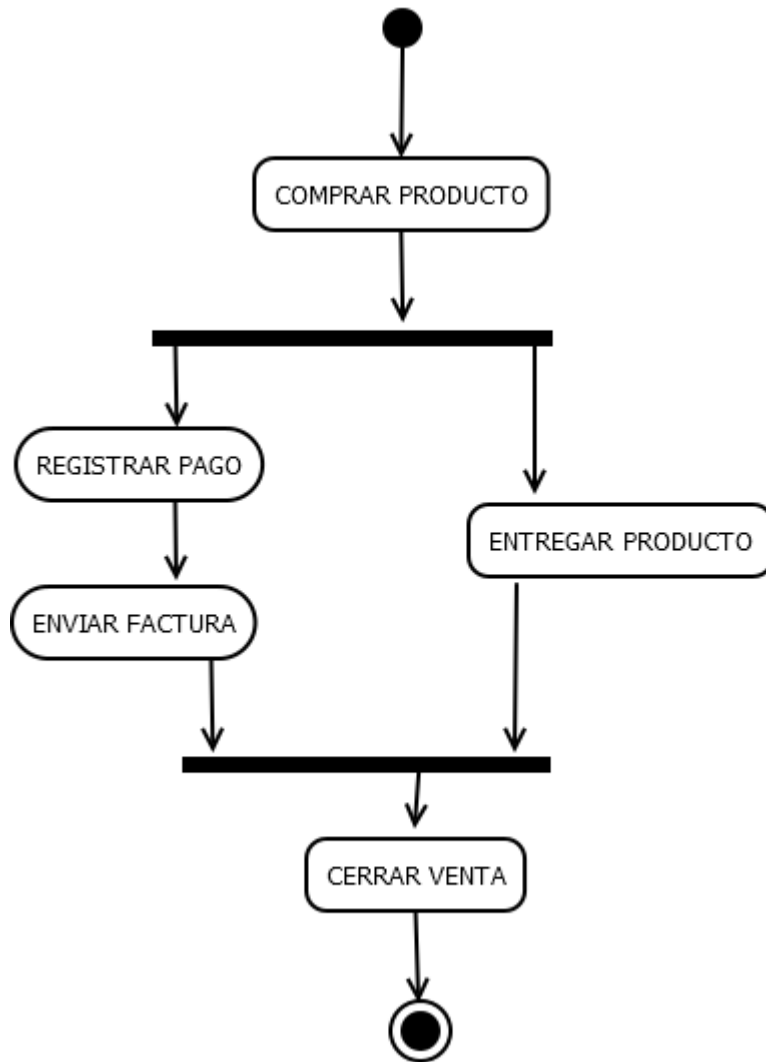 COMPRAR PRODUCTO
REGISTRAR PAGO
ENTREGAR PRODUCTO
ENVIAR FACTURA
CERRAR VENTA